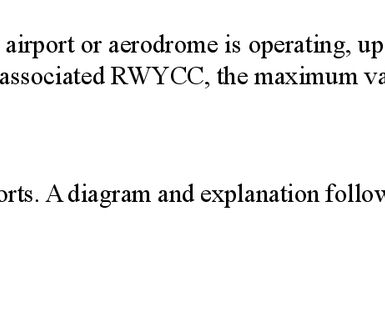 airport or aerodrome is operating, up
associated RWYCC, the maximum va
orts. A diagram and explanation follow